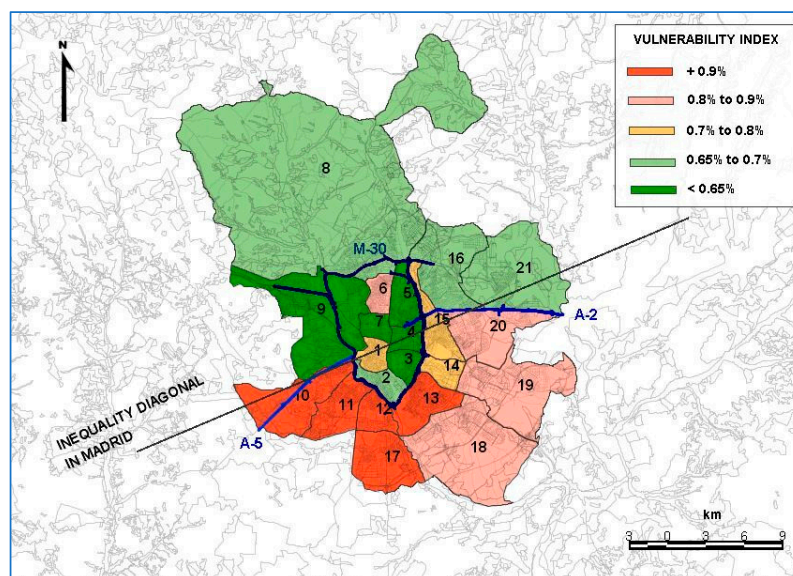 VULNERABILITY INDEX
+ 0.9%
0.8% to 0.9%
0.7% to 0.8%
0.65% to 0.7%
< 0.65%
N
8
M-30
16
21
6
5
9
7
15
20
A-2
4
1
3
14
2
19
10
11
12
13
INEQUALITY DIAGONAL
IN MADRID
A-5
17
18
km
3 0 3 6 9